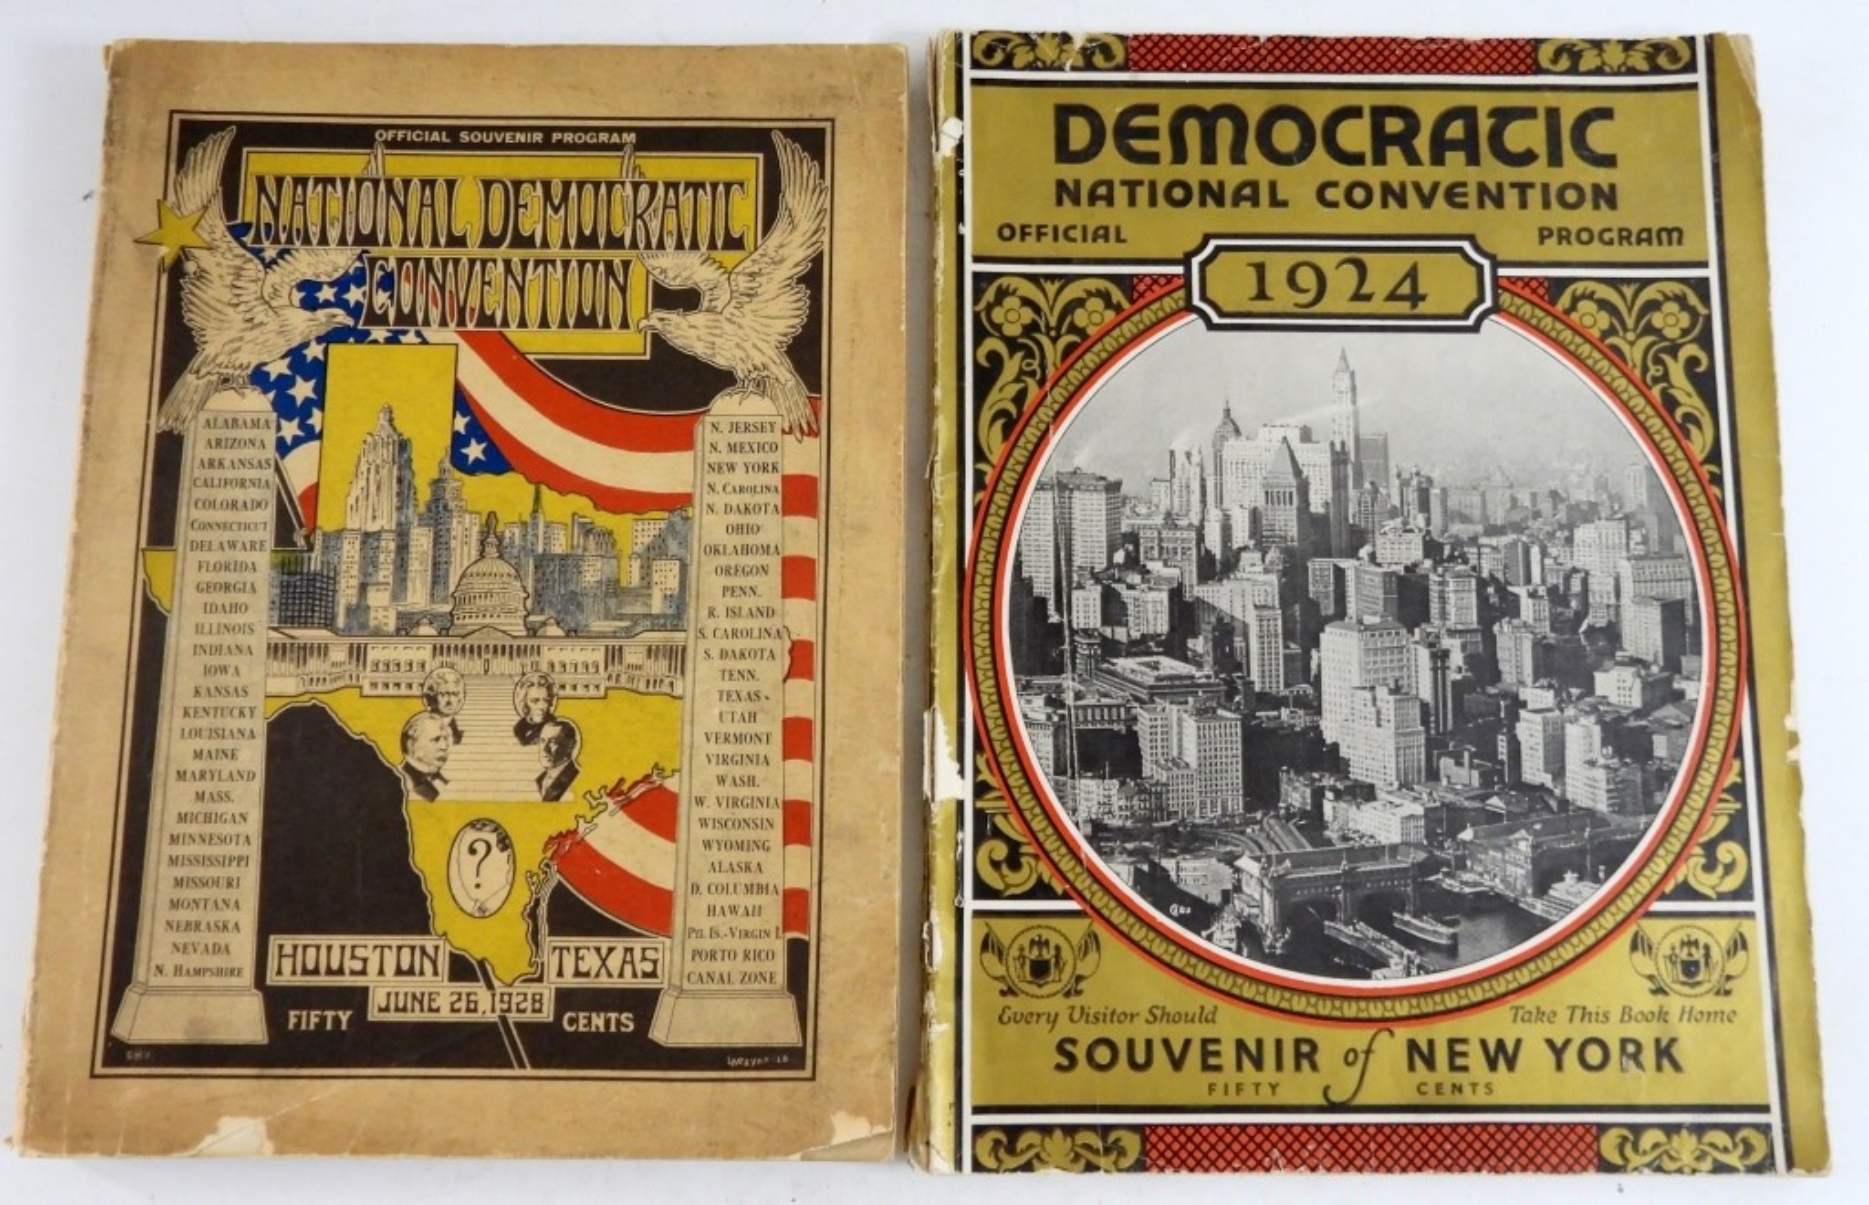 OFFICIAL SOUVENIR PROGRAM
NATIONAL DEMOCRATIC
CONVENTION
ALABAMA
ARIZONA
ARKANSAS
CALIFORNIA
COLORADO
CONNECTICUT
DELAWARE
FLORIDA
GEORGIA
IDAHO
ILLINOIS
INDIANA
IOWA
KANSAS
KENTUCKY
LOUISIANA
MAINE
MARYLAND
MASS.
MICHIGAN
MINNESOTA
MISSISSIPPI
MISSOURI
MONTANA
NEBRASKA
NEVADA
N. HAMPSHIRE
N. JERSEY
N. MEXICO
NEW YORK
N. CAROLINA
N. DAKOTA
OHIO
OKLAHOMA
OREGON
PENN.
R. ISLAND
S. CAROLINA
S. DAKOTA
TENN.
TEXAS
UTAH
VERMONT
VIRGINIA
WASH.
W. VIRGINIA
WISCONSIN
WYOMING
ALASKA
D. COLUMBIA
HAWAII
PIL IS.-VIRGIN I.
PORTO RICO
CANAL ZONE
?
HOUSTON TEXAS
JUNE 26, 1928
FIFTY CENTS
DEMOCRATIC
NATIONAL CONVENTION
OFFICIAL PROGRAM
1924
Every Visitor Should Take This Book Home
SOUVENIR of NEW YORK
FIFTY CENTS